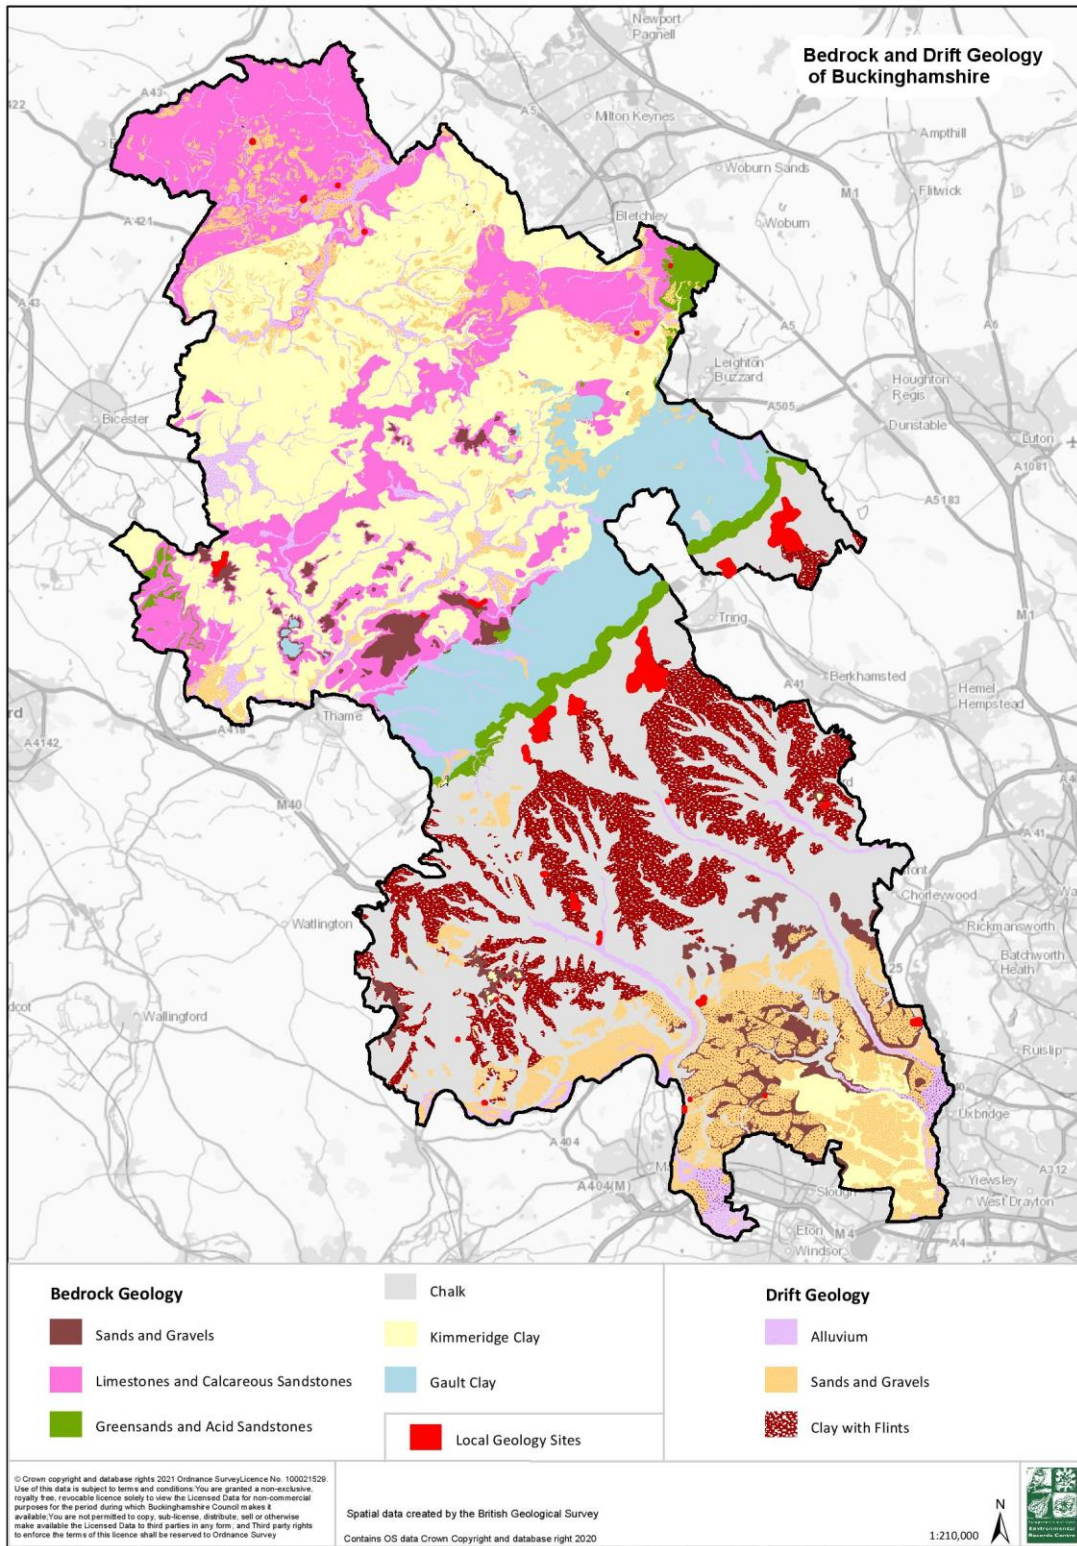 Newport
Pagnell
Bedrock and Drift Geology
of Buckinghamshire
A43
A5
Milton Keynes
Ampthill
Woburn Sands
M1
Flitwick
A421
Bletchley
Woburn
A43
A5
A6
Leighton
Buzzard
Houghton
Regis
Bicester
A505
Dunstable
Luton
A1081
A5183
M1
Tring
Berkhamsted
A41
Hemel
Hempstead
Thame
A418
A4142
M40
A41
Chorleywood
Watlington
Rickmansworth
Batchworth
Heath
Wallingford
Ruislip
Uxbridge
A404
A312
Yiewsley
A404(M)
Slough
West Drayton
Eton
M4
Windsor
A4
Bedrock Geology
Sands and Gravels
Limestones and Calcareous Sandstones
Greensands and Acid Sandstones
Chalk
Kimmeridge Clay
Gault Clay
Local Geology Sites
Drift Geology
Alluvium
Sands and Gravels
Clay with Flints
© Crown copyright and database rights 2021 Ordnance SurveyLicence No. 100021529.
Use of this data is subject to terms and conditions:You are granted a non-exclusive,
royalty free, revocable licence solely to view the Licensed Data for non-commercial
purposes for the period during which Buckinghamshire Council makes it
available;You are not permitted to copy, sub-license, distribute, sell or otherwise
make available the Licensed Data to third parties in any form; and Third party rights
to enforce the terms of this licence shall be reserved to Ordnance Survey
Spatial data created by the British Geological Survey
Contains OS data Crown Copyright and database right 2020
1:210,000
N
Environmental
Records Centre